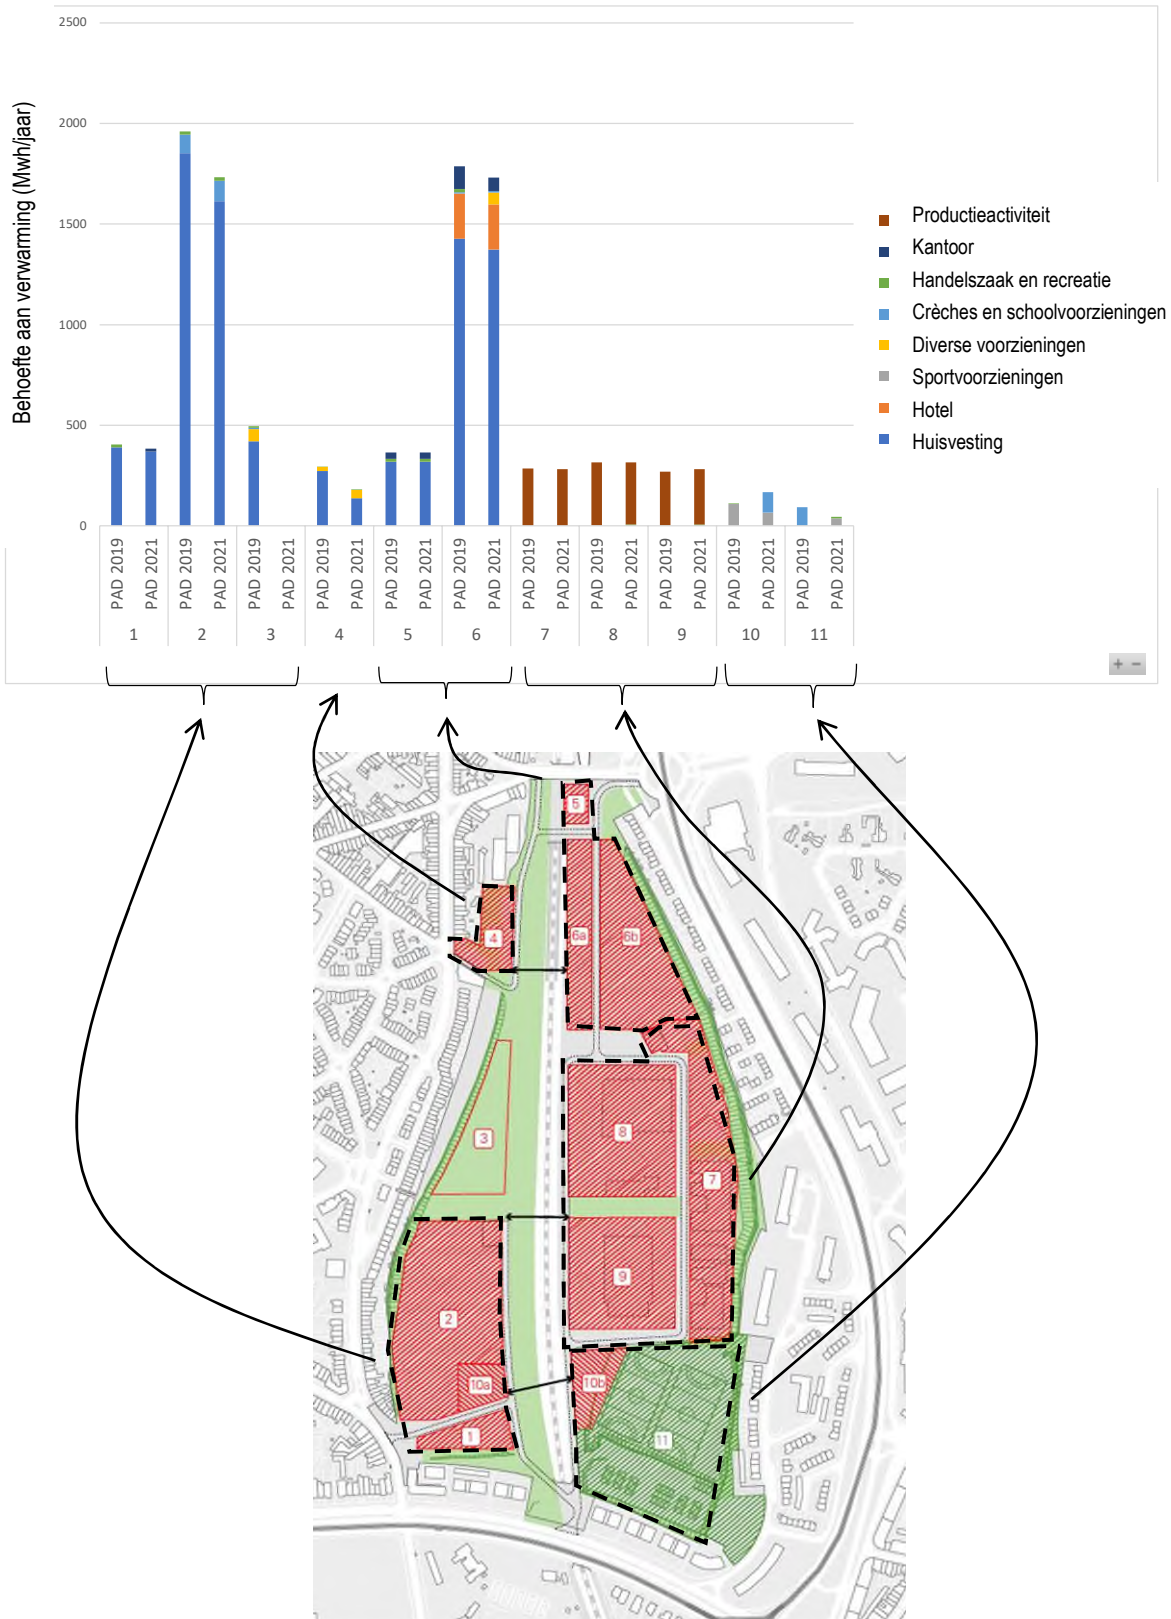 2500
2000
1500
1000
500
0
Behoefte aan verwarming (Mwh/jaar)
Productieactiviteit
Kantoor
Handelszaak en recreatie
Crèches en schoolvoorzieningen
Diverse voorzieningen
Sportvoorzieningen
Hotel
Huisvesting
PAD 2019 PAD 2021 PAD 2019 PAD 2021 PAD 2019 PAD 2021 PAD 2019 PAD 2021 PAD 2019 PAD 2021 PAD 2019 PAD 2021 PAD 2019 PAD 2021 PAD 2019 PAD 2021 PAD 2019 PAD 2021 PAD 2019 PAD 2021 PAD 2019 PAD 2021
1 2 3 4 5 6 7 8 9 10 11
+ −
5
4 6a 6b
3 8
7
9
2
10a 10b
1 11